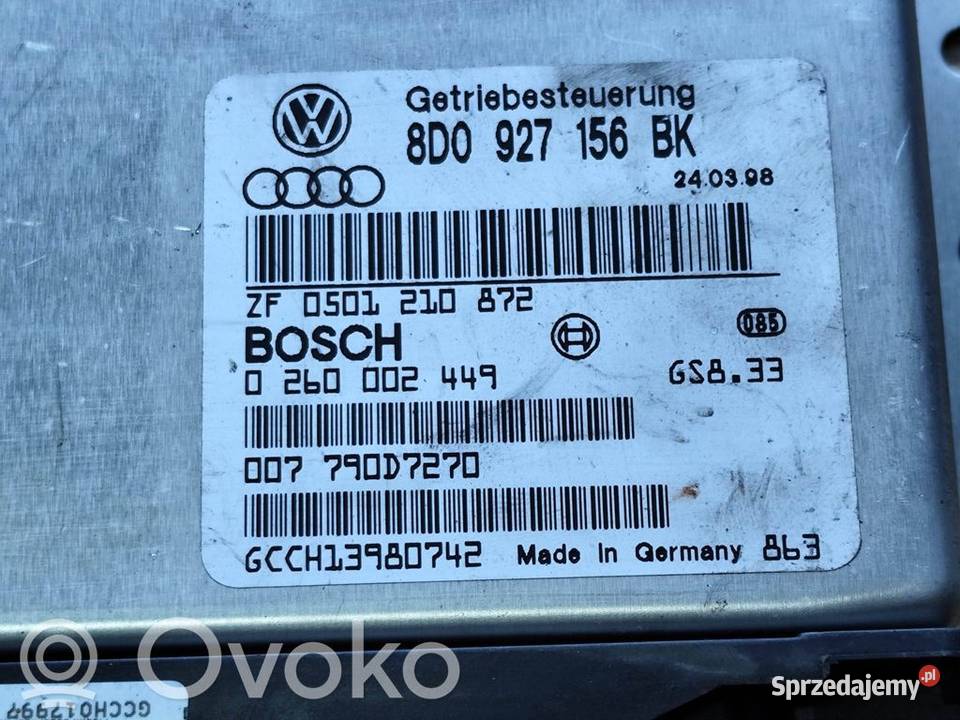 Getriebesteuerung
8D0 927 156 BK
24.03.98
ZF 0501 210 872
BOSCH
085
0 260 002 449 GS8.33
007 790D7270
GCCH13980742 Made in Germany 863
Ovoko
Sprzedajemy.pl